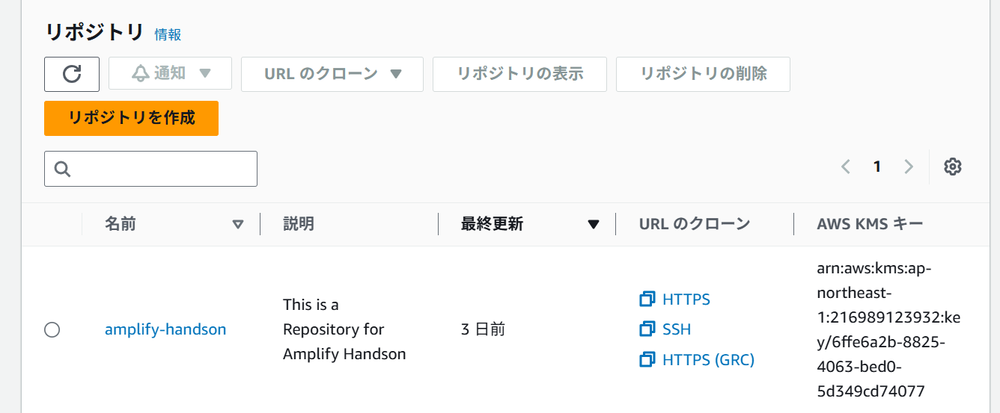 リポジトリ 情報
通知 URL のクローン リポジトリの表示 リポジトリの削除
リポジトリを作成
1
名前 説明 最終更新 URL のクローン AWS KMS キー
amplify-handson
This is a
Repository for
Amplify Handson
3 日前
HTTPS
SSH
HTTPS (GRC)
arn:aws:kms:ap-
northeast-
1:216989123932:ke
y/6ffe6a2b-8825-
4063-bed0-
5d349cd74077